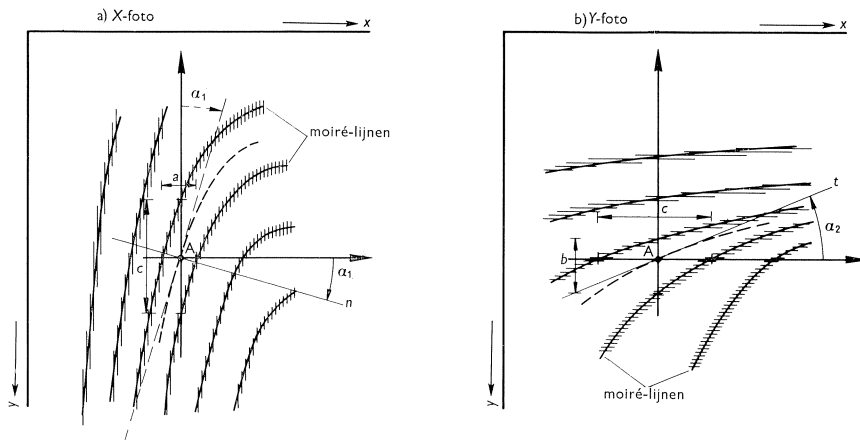 a) X-foto
x
α₁
moiré-lijnen
a
A
c
α₁
n
y
b) Y-foto
x
t
c
α₂
b
A
moiré-lijnen
y